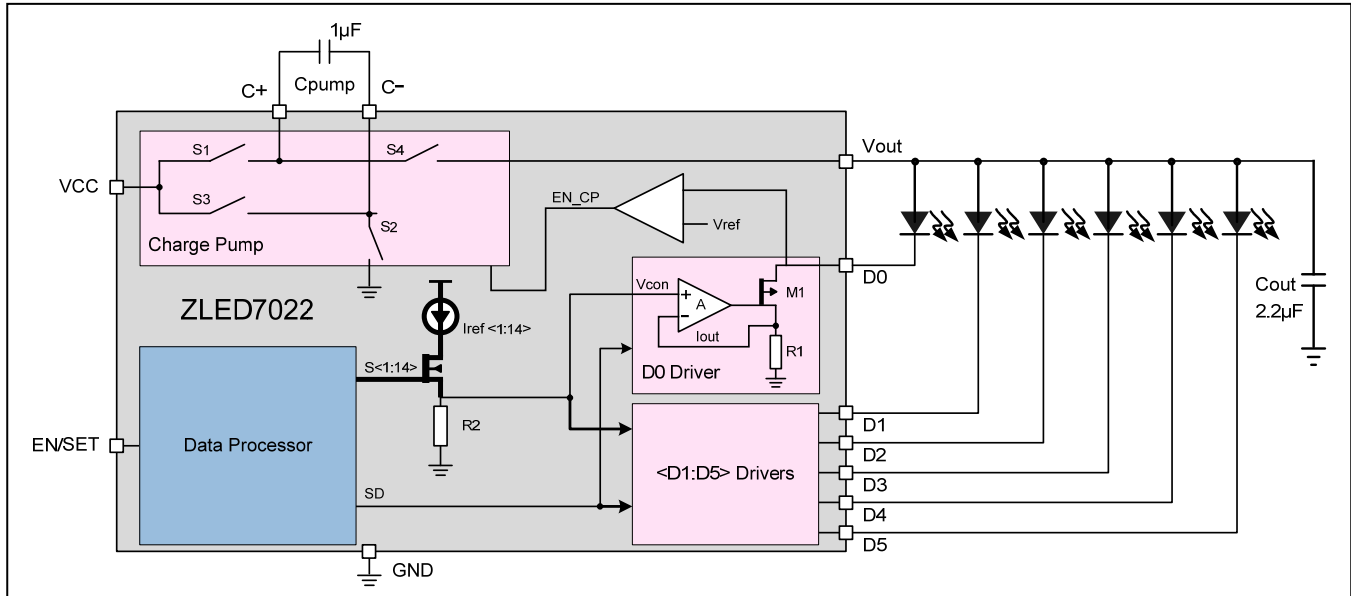 1µF
Cpump
C+
C−
S1
S4
Vout
VCC
S3
EN_CP
Vref
S2
Charge Pump
D0
Vcon
A
M1
Cout
2.2µF
ZLED7022
Iref <1:14>
Iout
R1
S<1:14>
D0 Driver
R2
EN/SET
Data Processor
D1
D2
<D1:D5> Drivers
D3
SD
D4
D5
GND